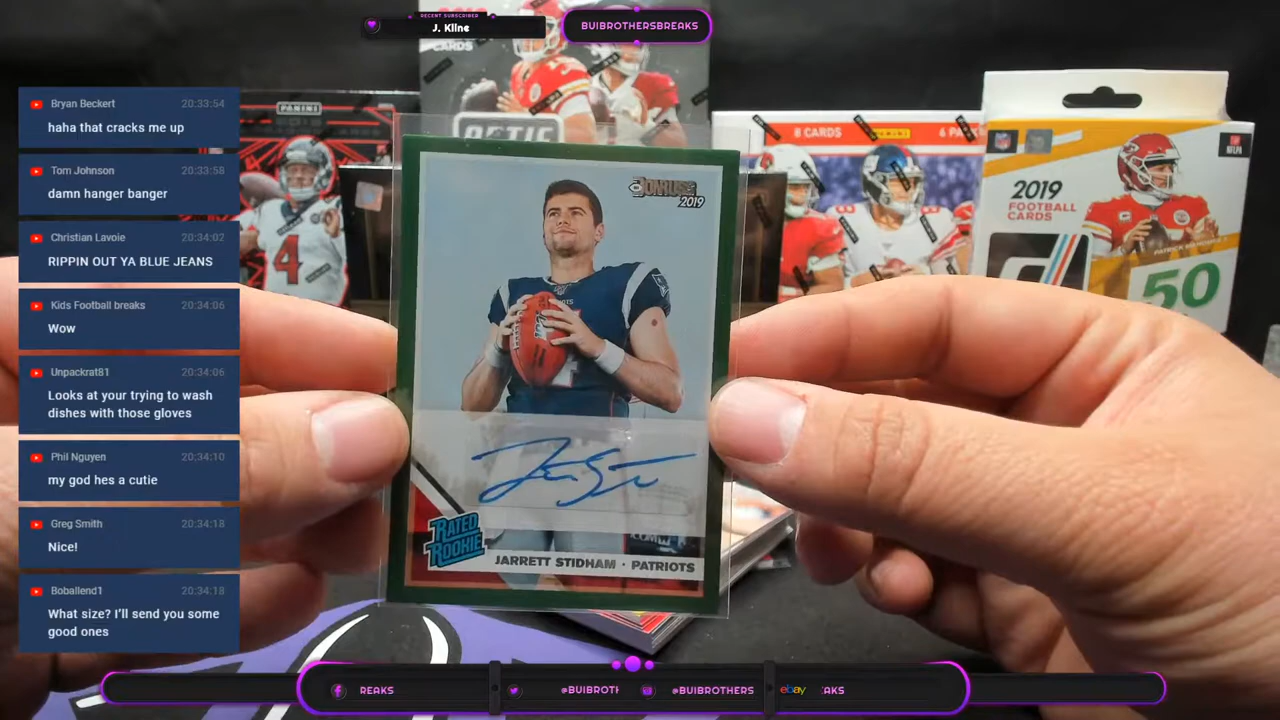 RECENT SUBSCRIBER
J. Kline
BUIBROTHERSBREAKS
Bryan Beckert 20:33:54
haha that cracks me up
Tom Johnson 20:33:58
damn hanger banger
Christian Lavoie 20:34:02
RIPPIN OUT YA BLUE JEANS
Kids Football breaks 20:34:06
Wow
Unpackrat81 20:34:06
Looks at your trying to wash
dishes with those gloves
Phil Nguyen 20:34:10
my god hes a cutie
Greg Smith 20:34:18
Nice!
Boballend1 20:34:18
What size? I'll send you some
good ones
CARDS
PANINI
OPTIC
8 CARDS
2019
FOOTBALL
CARDS
NFLPA
50
4
DONRUSS
2019
RATED
ROOKIE
JARRETT STIDHAM · PATRIOTS
REAKS
@BUIBROTH
@BUIBROTHERS
ebay
AKS